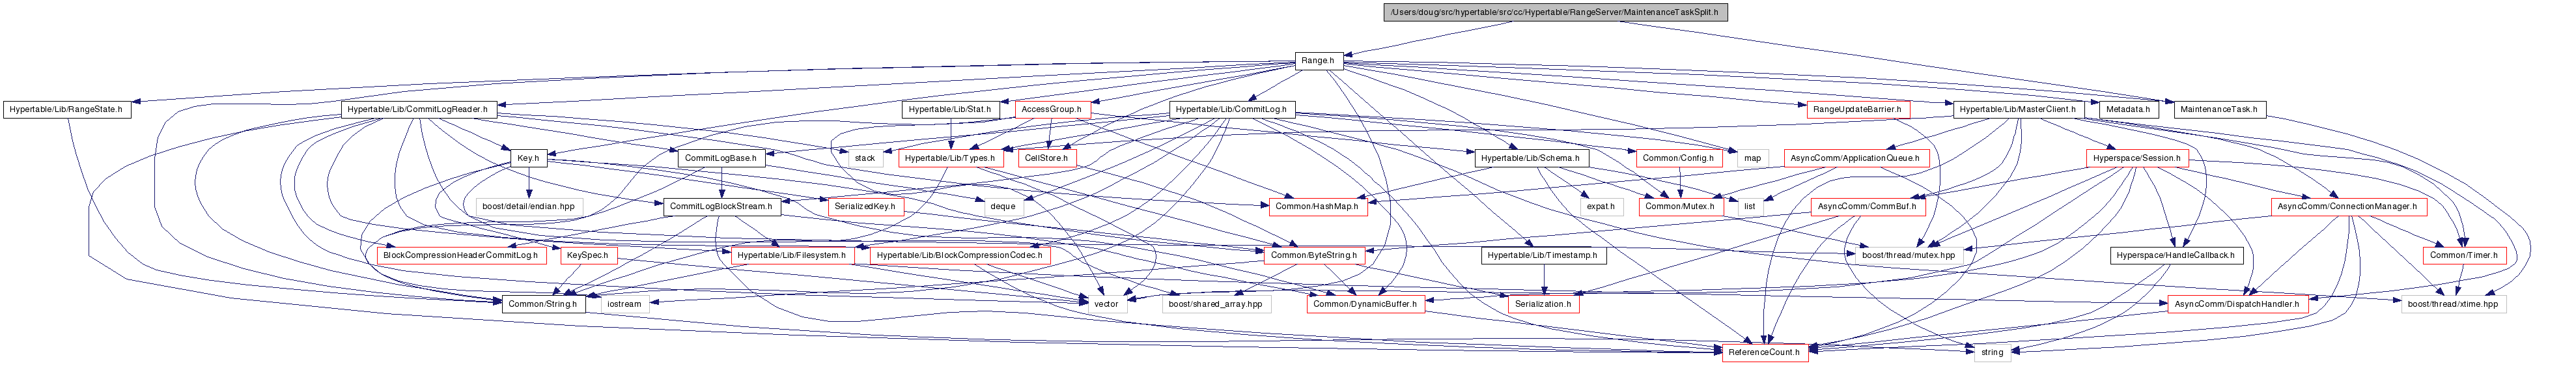 /Users/doug/src/hypertable/src/cc/Hypertable/RangeServer/MaintenanceTaskSplit.h
Range.h
Hypertable/Lib/RangeState.h
Hypertable/Lib/CommitLogReader.h
Hypertable/Lib/Stat.h
AccessGroup.h
Hypertable/Lib/CommitLog.h
RangeUpdateBarrier.h
Hypertable/Lib/MasterClient.h
Metadata.h
MaintenanceTask.h
Key.h
CommitLogBase.h
stack
Hypertable/Lib/Types.h
CellStore.h
Hypertable/Lib/Schema.h
Common/Config.h
map
AsyncComm/ApplicationQueue.h
Hyperspace/Session.h
boost/detail/endian.hpp
CommitLogBlockStream.h
SerializedKey.h
deque
Common/HashMap.h
expat.h
Common/Mutex.h
list
AsyncComm/CommBuf.h
AsyncComm/ConnectionManager.h
BlockCompressionHeaderCommitLog.h
KeySpec.h
Hypertable/Lib/Filesystem.h
Hypertable/Lib/BlockCompressionCodec.h
Common/ByteString.h
Hypertable/Lib/Timestamp.h
boost/thread/mutex.hpp
Hyperspace/HandleCallback.h
Common/Timer.h
Common/String.h
iostream
vector
boost/shared_array.hpp
Common/DynamicBuffer.h
Serialization.h
AsyncComm/DispatchHandler.h
boost/thread/xtime.hpp
ReferenceCount.h
string